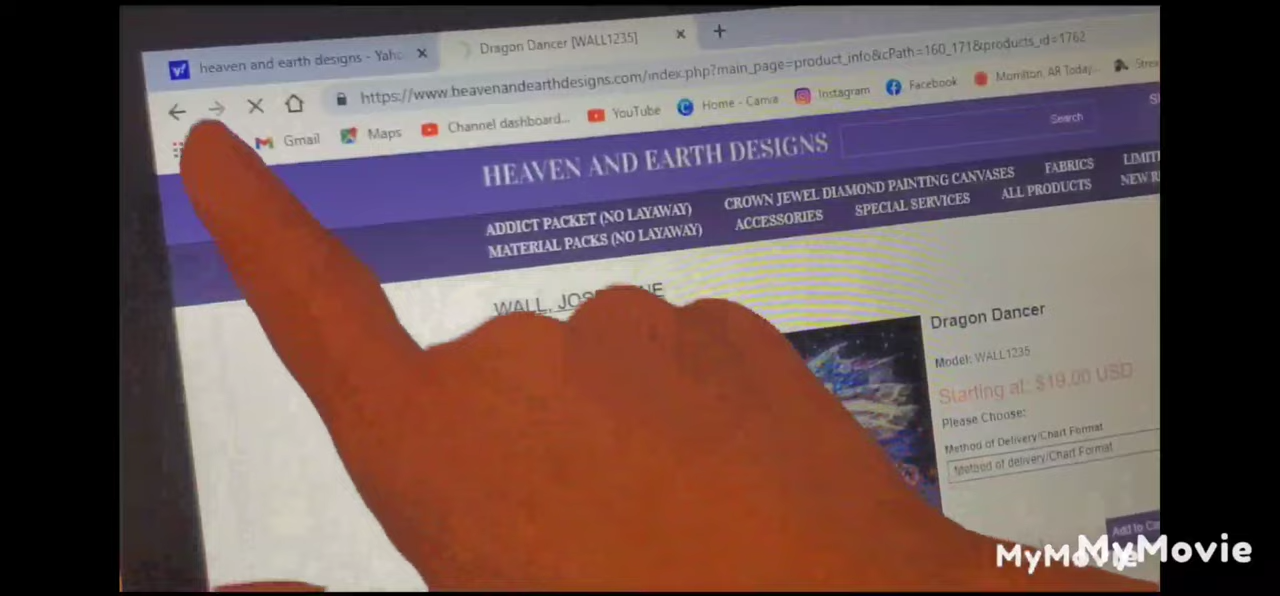 heaven and earth designs - Yaho
Dragon Dancer [WALL1235]
https://www.heavenandearthdesigns.com/index.php?main_page=product_info&cPath=160_171&products_id=1762
Gmail
Maps
Channel dashboard...
YouTube
Home - Canva
Instagram
Facebook
Morrilton, AR Today...
HEAVEN AND EARTH DESIGNS
Search
ADDICT PACKET (NO LAYAWAY)
CROWN JEWEL DIAMOND PAINTING CANVASES
FABRICS
MATERIAL PACKS (NO LAYAWAY)
ACCESSORIES
SPECIAL SERVICES
ALL PRODUCTS
WALL,
Dragon Dancer
Model: WALL1235
Starting at: $19.00 USD
Please Choose:
Method of Delivery/Chart Format
Method of delivery/Chart Format
Add to
MyMovie